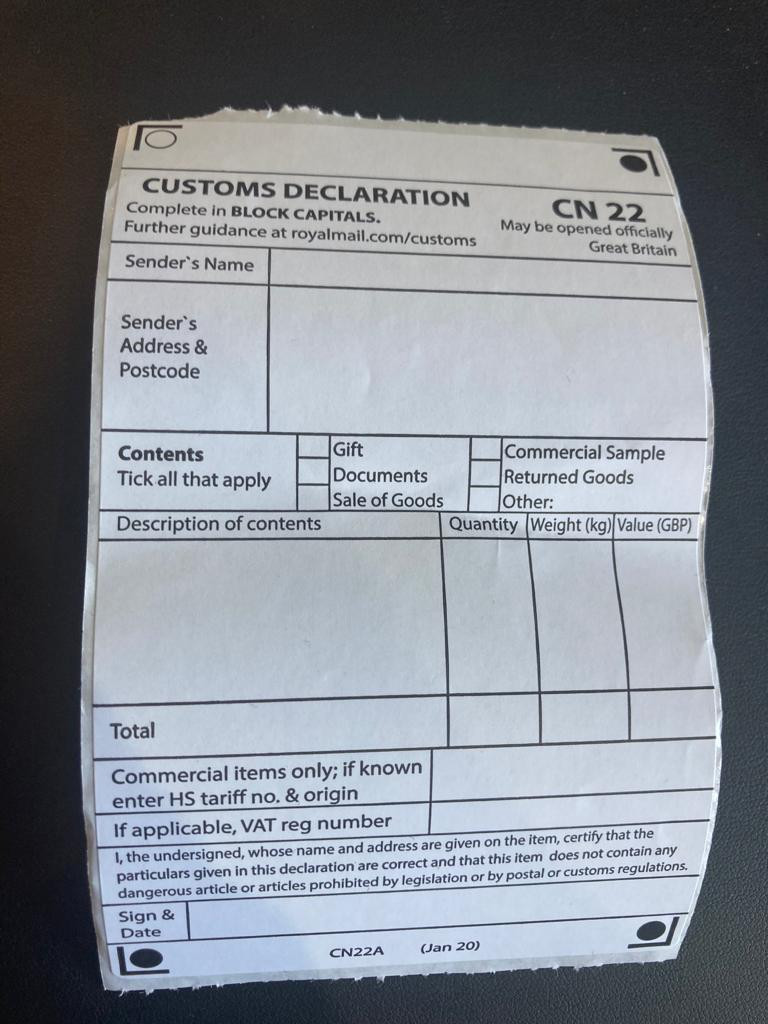 CUSTOMS DECLARATION
Complete in BLOCK CAPITALS.
Further guidance at royalmail.com/customs
CN 22
May be opened officially
Great Britain
Sender`s Name
Sender`s
Address &
Postcode
Contents
Tick all that apply
Gift
Documents
Sale of Goods
Commercial Sample
Returned Goods
Other:
Description of contents Quantity Weight (kg) Value (GBP)
Total
Commercial items only; if known
enter HS tariff no. & origin
If applicable, VAT reg number
I, the undersigned, whose name and address are given on the item, certify that the
particulars given in this declaration are correct and that this item does not contain any
dangerous article or articles prohibited by legislation or by postal or customs regulations.
Sign &
Date
CN22A (Jan 20)